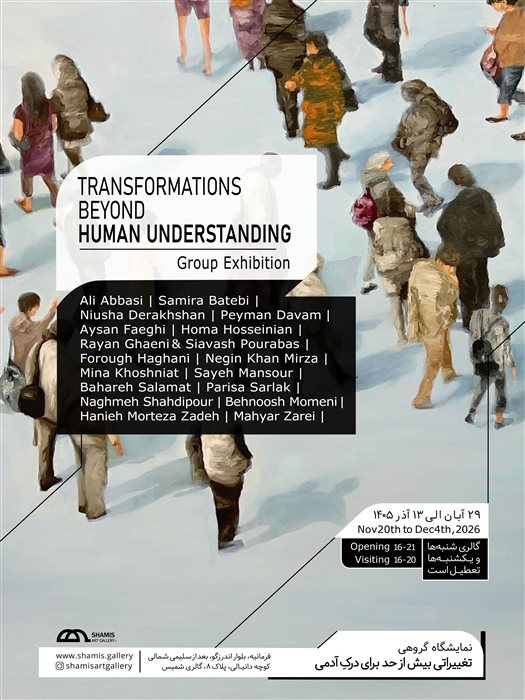 TRANSFORMATIONS
BEYOND
HUMAN UNDERSTANDING
Group Exhibition
Ali Abbasi | Samira Batebi |
Niusha Derakhshan | Peyman Davam |
Aysan Faeghi | Homa Hosseinian |
Rayan Ghaeni & Siavash Pourabas |
Forough Haghani | Negin Khan Mirza |
Mina Khoshniat | Sayeh Mansour |
Bahareh Salamat | Parisa Sarlak |
Naghmeh Shahdipour | Behnoosh Momeni |
Hanieh Morteza Zadeh | Mahyar Zarei |
۲۹ آبان الی ۱۳ آذر ۱۴۰۵
Nov20th to Dec4th, 2026
Opening 16-21
Visiting 16-20
گالری شنبه‌ها
و یکشنبه‌ها
تعطیل است
SHAMIS
ART GALLERY
www.shamis.gallery
shamisartgallery
فرمانیه، بلوار اندرزگو، بعد از سلیمی شمالی
کوچه دانیالی، پلاک ۸، گالری شمیس
نمایشگاه گروهی
تغییراتی بیش از حد برای درکِ آدمی